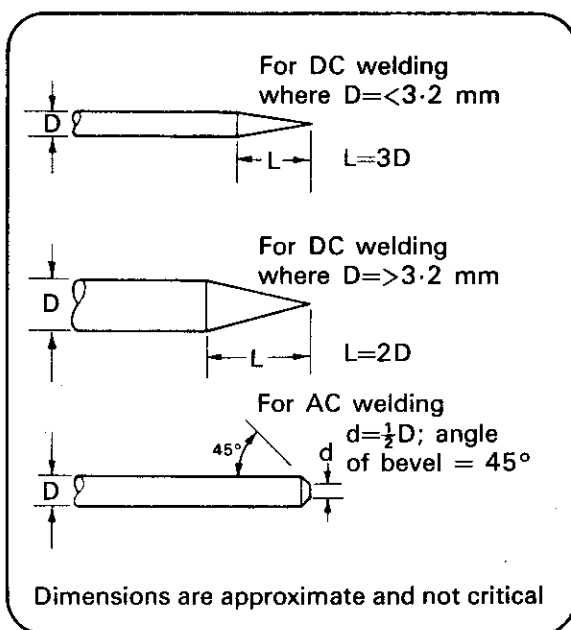 For DC welding
where D=<3·2 mm
D
L
L=3D
For DC welding
where D=>3·2 mm
D
L
L=2D
For AC welding
d=½D; angle
45°
d
of bevel = 45°
D
Dimensions are approximate and not critical